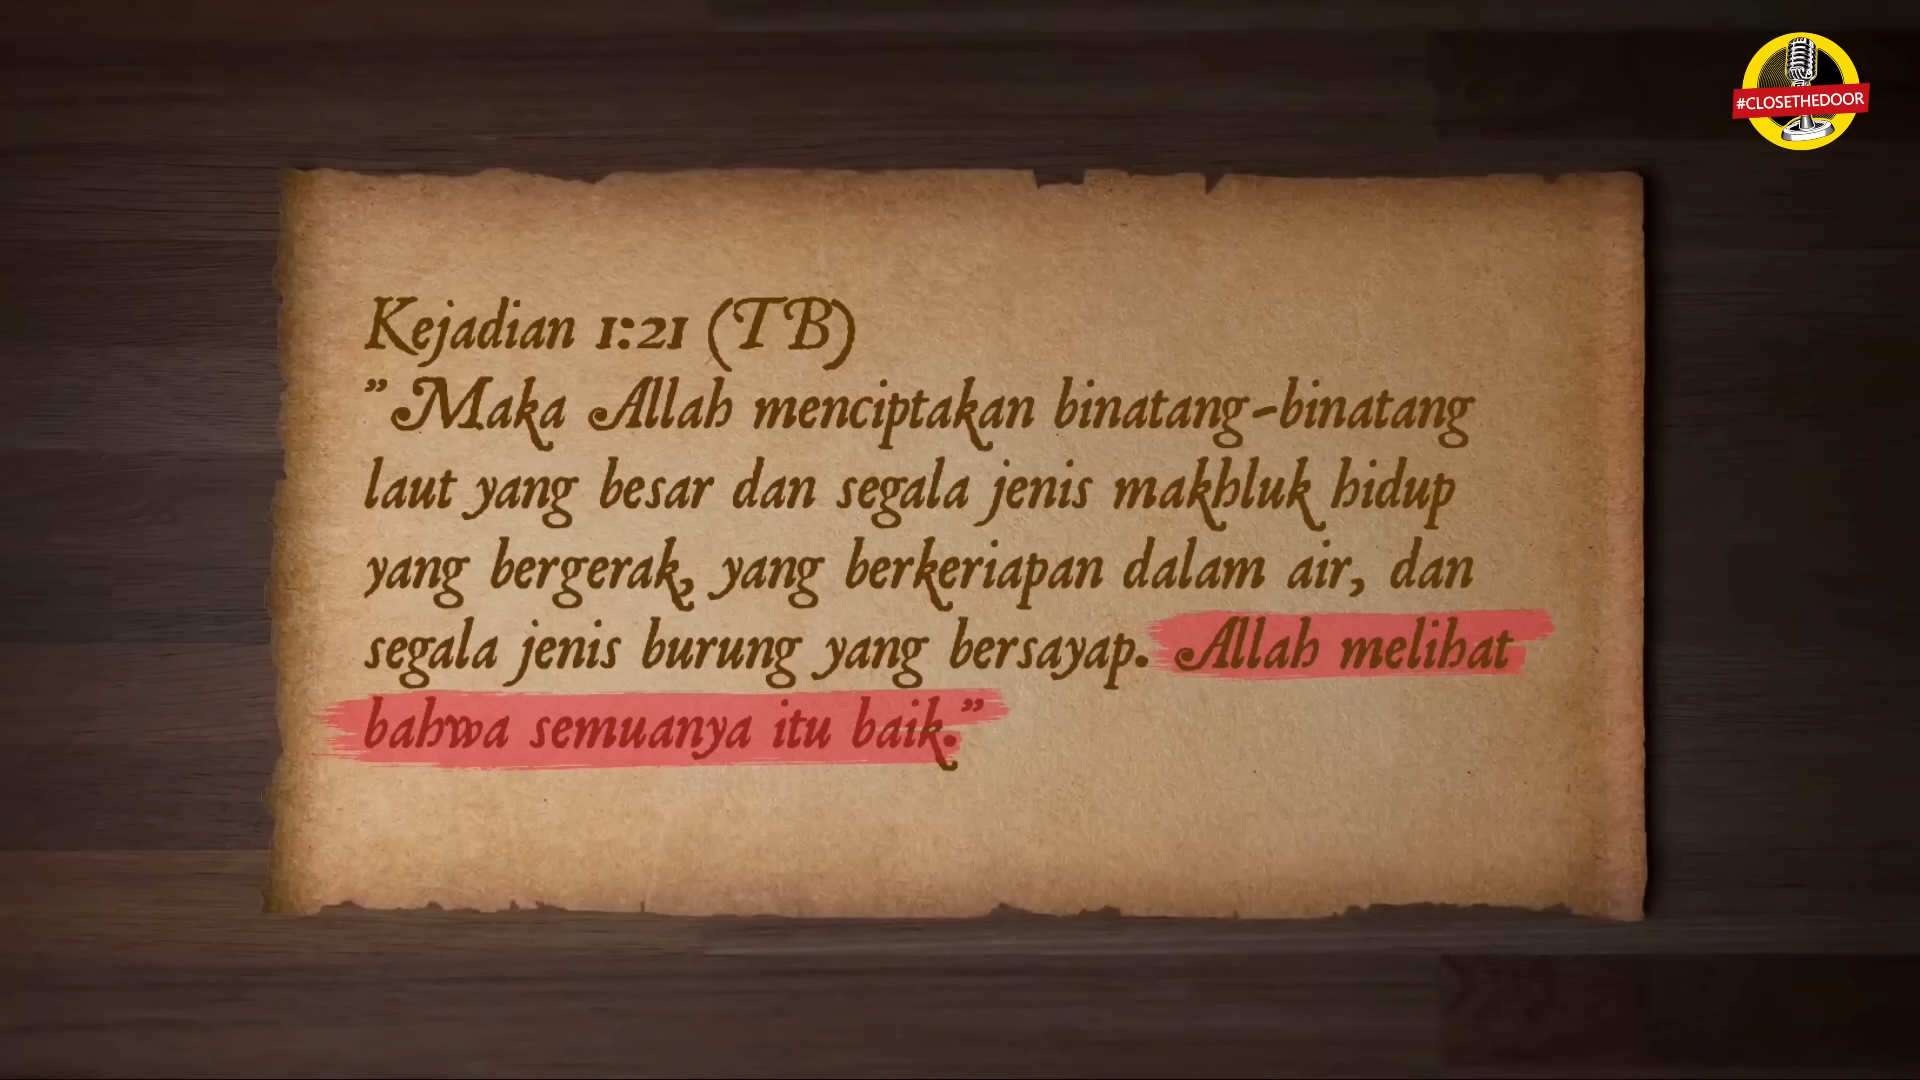 #CLOSETHEDOOR
Kejadian 1:21 (TB)
"Maka Allah menciptakan binatang-binatang
laut yang besar dan segala jenis makhluk hidup
yang bergerak, yang berkeriapan dalam air, dan
segala jenis burung yang bersayap. Allah melihat
bahwa semuanya itu baik."